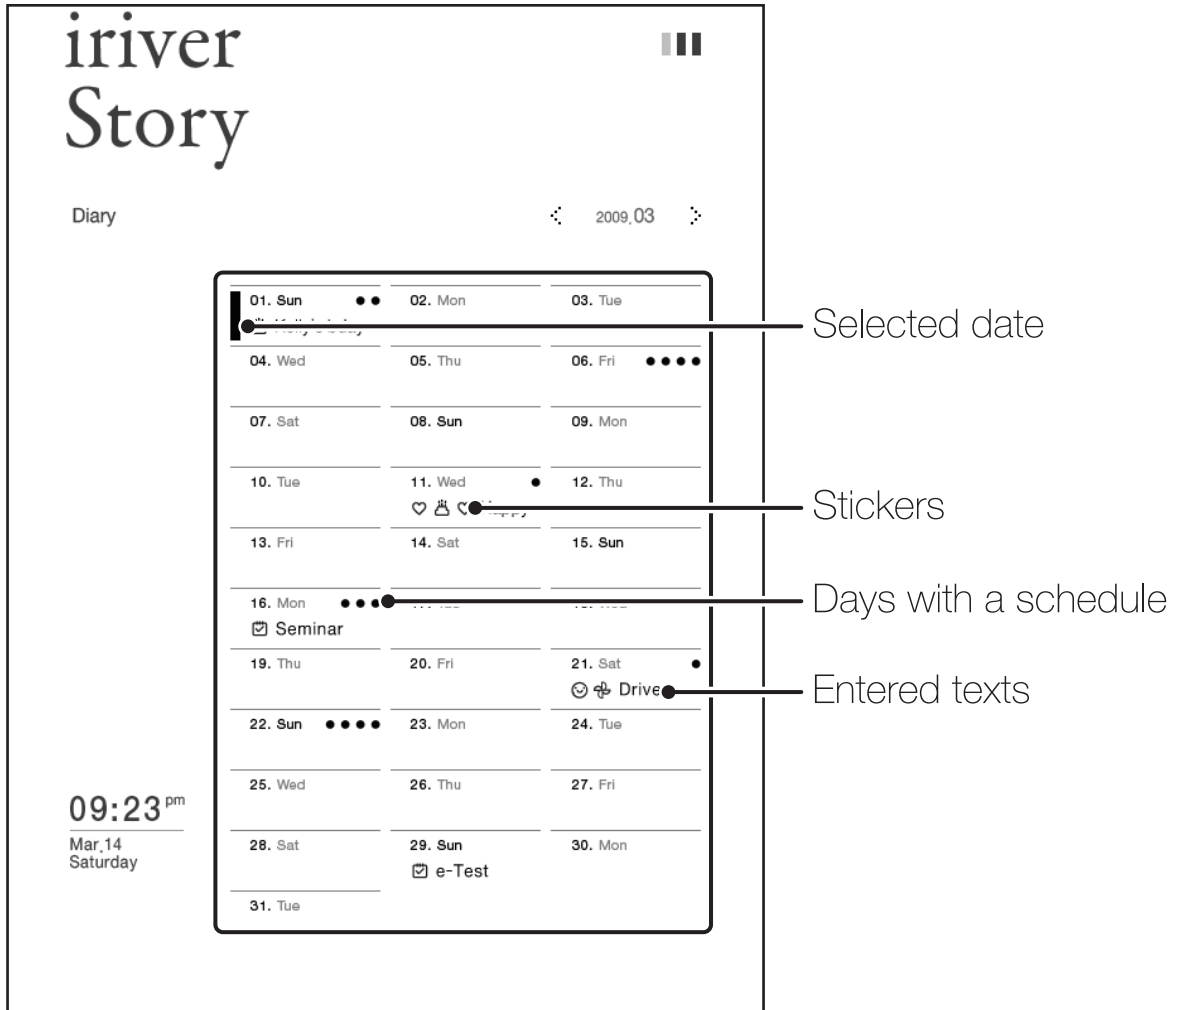 iriver
Story
Diary
2009.03
01. Sun 02. Mon 03. Tue
Selected date
04. Wed 05. Thu 06. Fri
07. Sat 08. Sun 09. Mon
10. Tue 11. Wed 12. Thu
Stickers
13. Fri 14. Sat 15. Sun
16. Mon
Days with a schedule
Seminar
19. Thu 20. Fri 21. Sat
Drive
Entered texts
22. Sun 23. Mon 24. Tue
25. Wed 26. Thu 27. Fri
09:23 pm
Mar.14
Saturday
28. Sat 29. Sun 30. Mon
e-Test
31. Tue